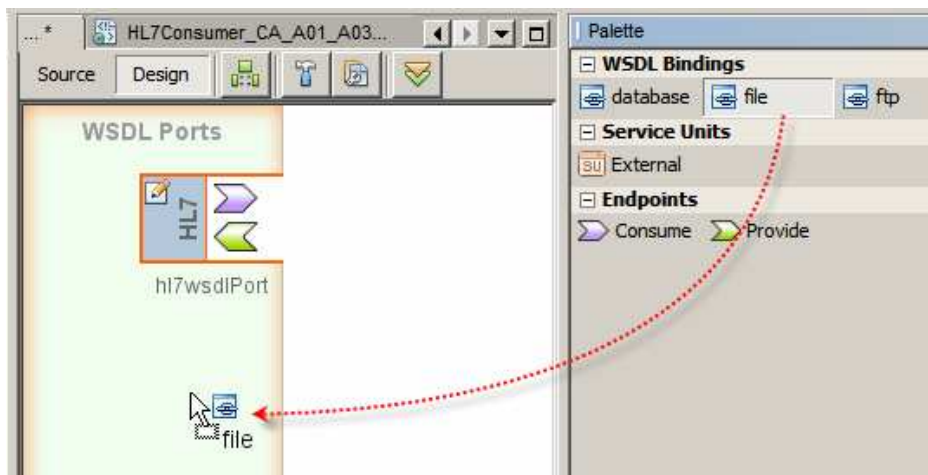 ... *
HL7Consumer_CA_A01_A03...
Source
Design
WSDL Ports
HL7
hl7wsdlPort
file
Palette
WSDL Bindings
database
file
ftp
Service Units
SU External
Endpoints
Consume
Provide